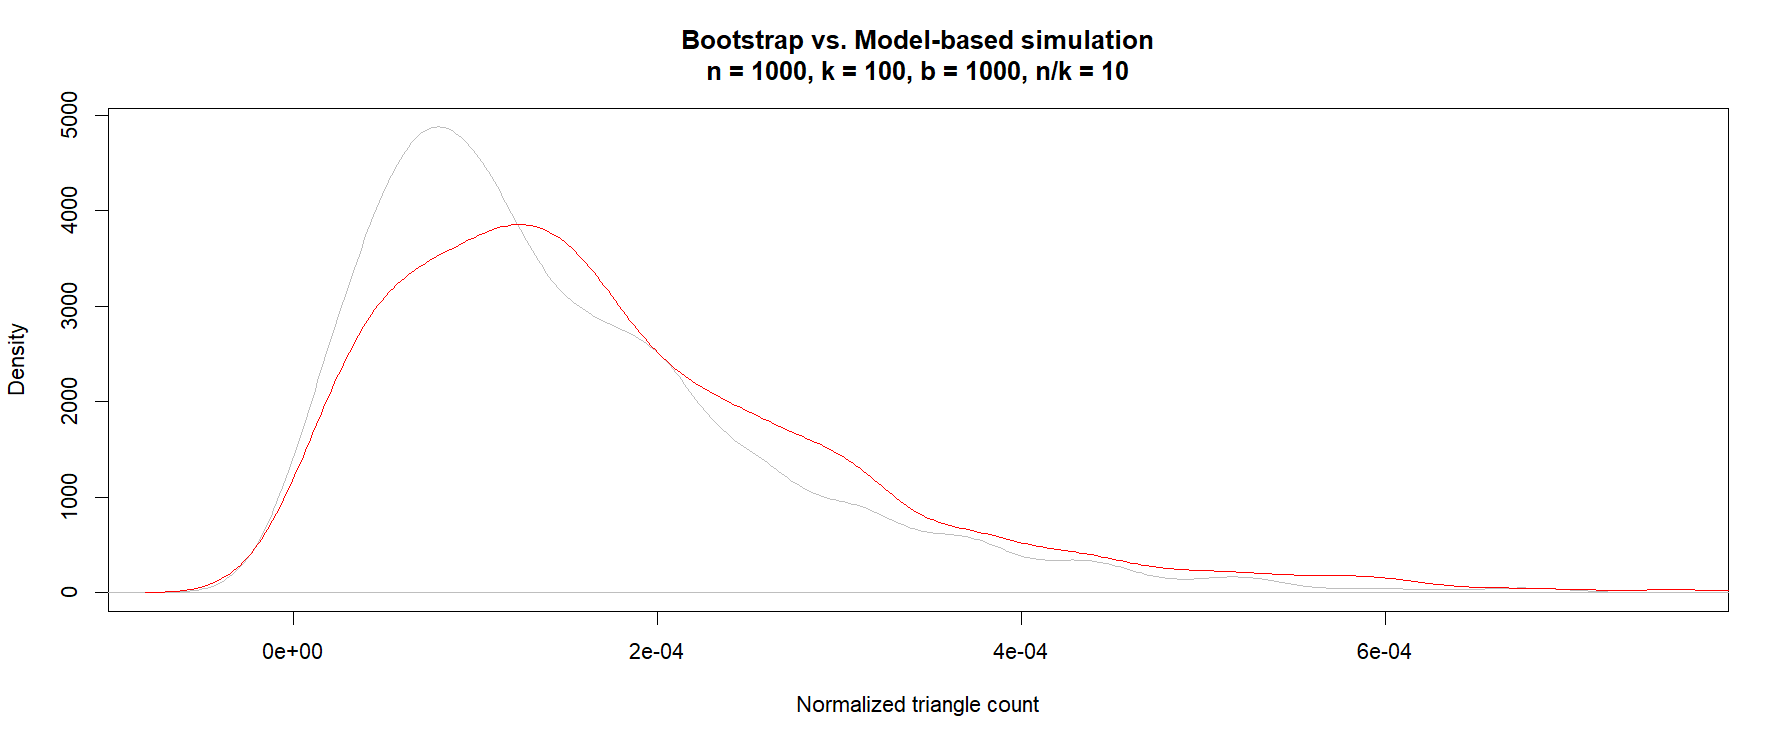 Bootstrap vs. Model-based simulation
n = 1000, k = 100, b = 1000, n/k = 10
Density
5000
4000
3000
2000
1000
0
0e+00 2e-04 4e-04 6e-04
Normalized triangle count